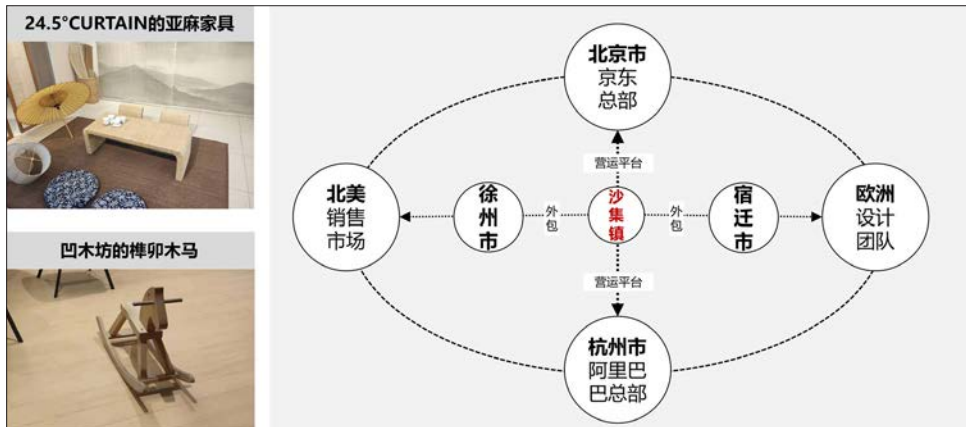 24.5°CURTAIN的亚麻家具
凹木坊的榫卯木马
北京市
京东
总部
营运平台
北美
销售
市场
徐
州
市
外
包
沙
集
镇
外
包
宿
迁
市
欧洲
设计
团队
营运平台
杭州市
阿里巴
巴总部